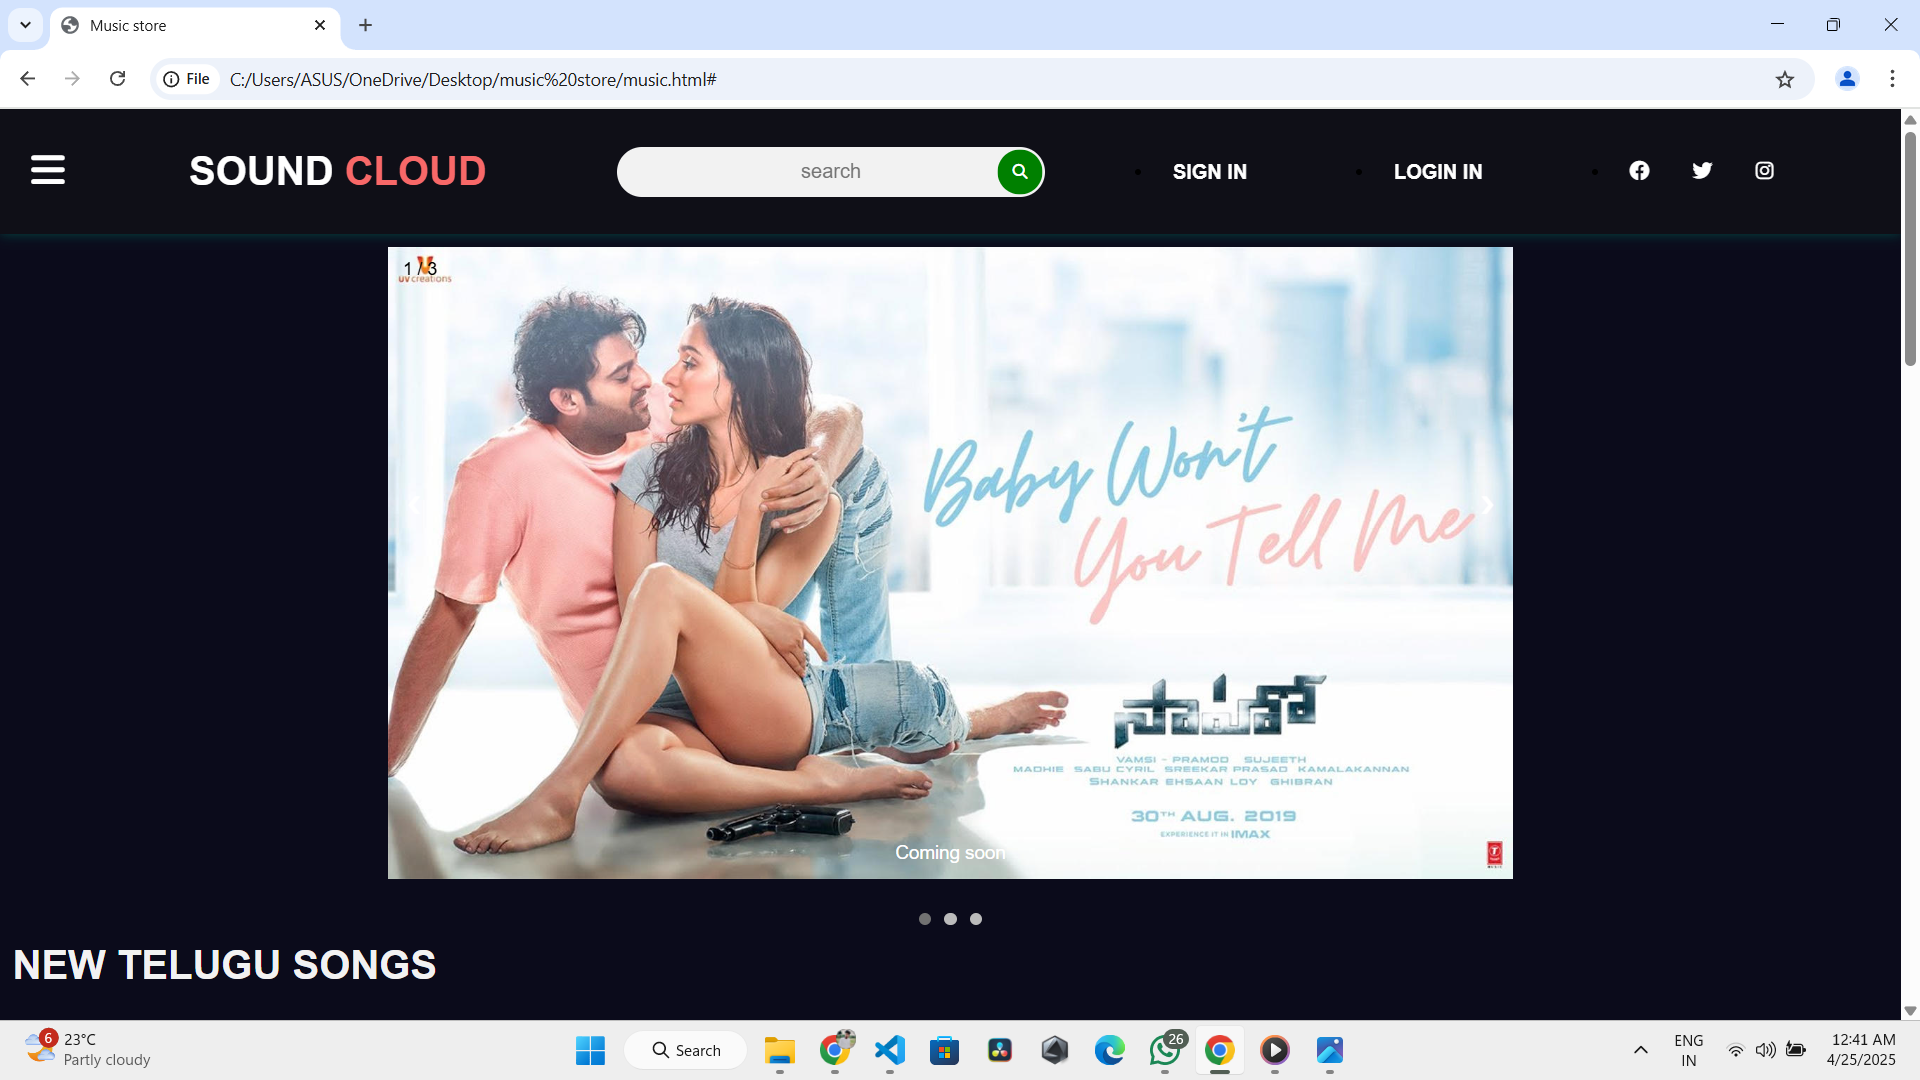 Music store
File
C:/Users/ASUS/OneDrive/Desktop/music%20store/music.html#
SOUND CLOUD
search
SIGN IN
LOGIN IN
1 / 3
UV creations
Baby Won't
You Tell Me
సాహో
VAMSI - PRAMOD SUJEETH
MADHIE SABU CYRIL SREEKAR PRASAD KAMALAKANNAN
SHANKAR EHSAAN LOY GHIBRAN
30TH AUG. 2019
EXPERIENCE IT IN IMAX
Coming soon
T
NEW TELUGU SONGS
6
23°C
Partly cloudy
Search
26
ENG
IN
12:41 AM
4/25/2025